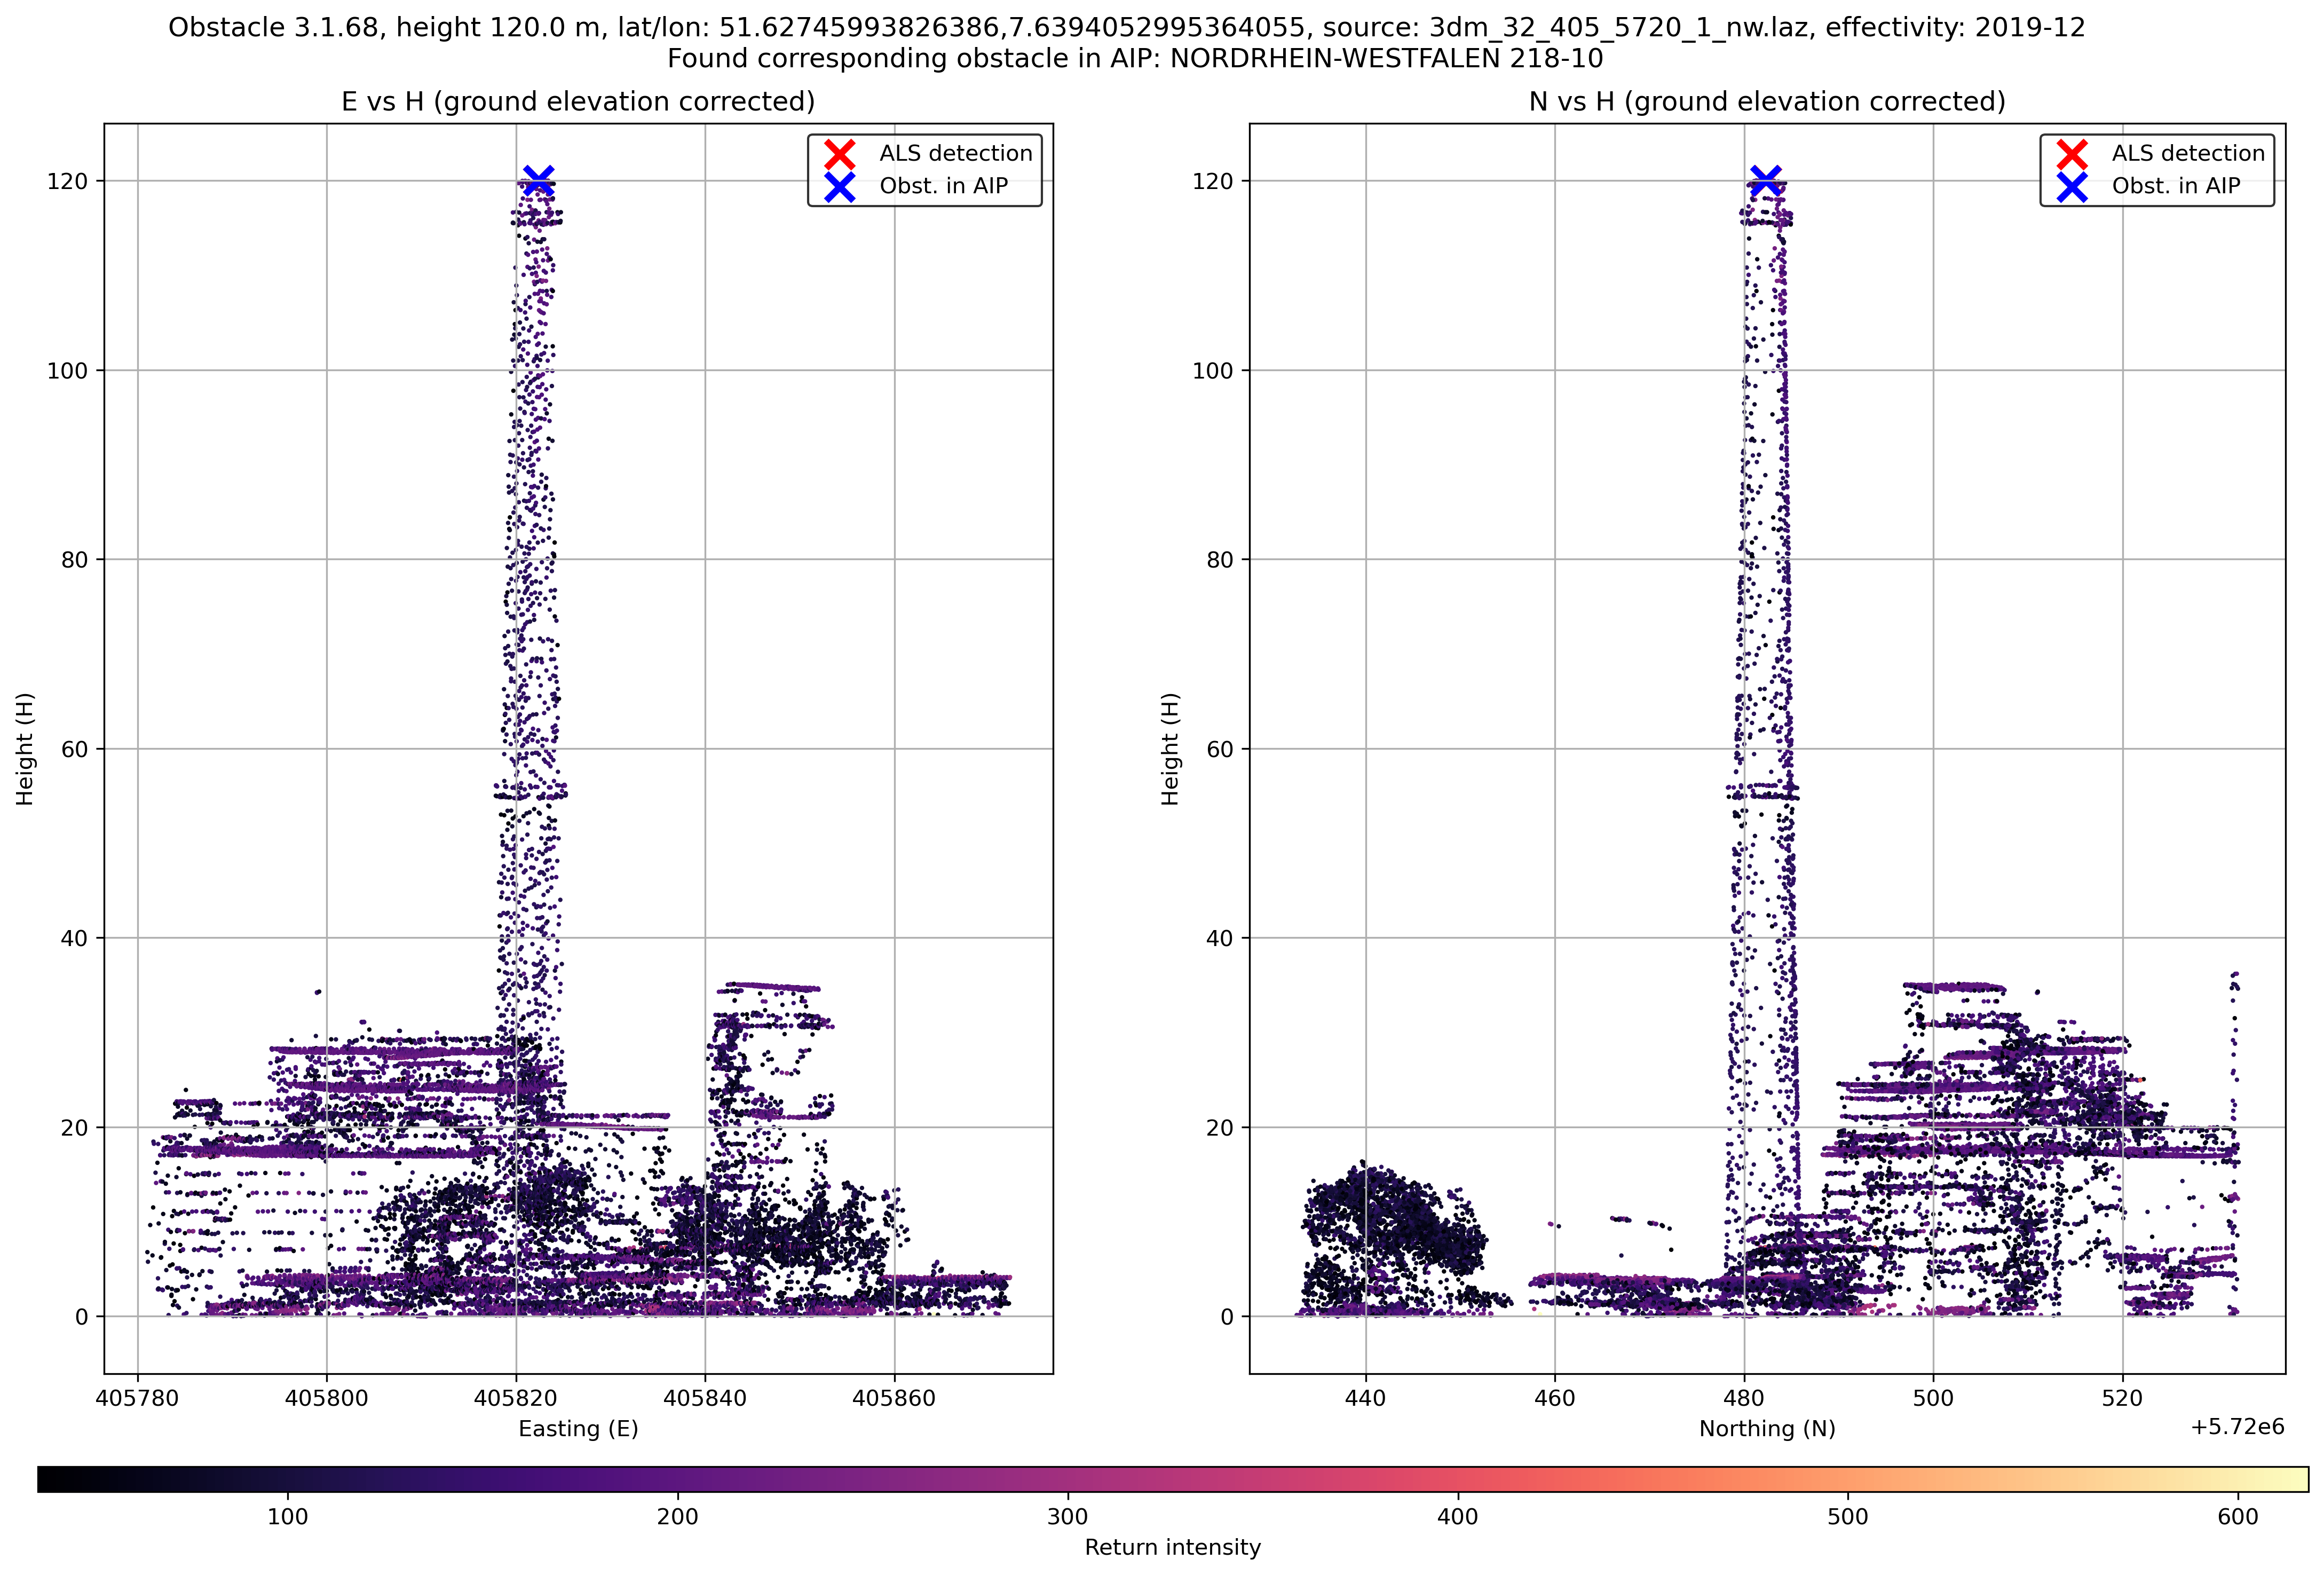 Obstacle 3.1.68, height 120.0 m, lat/lon: 51.62745993826386,7.6394052995364055, source: 3dm_32_405_5720_1_nw.laz, effectivity: 2019-12
Found corresponding obstacle in AIP: NORDRHEIN-WESTFALEN 218-10
E vs H (ground elevation corrected)
ALS detection
Obst. in AIP
120
100
80
60
40
20
0
Height (H)
405780 405800 405820 405840 405860
Easting (E)
N vs H (ground elevation corrected)
ALS detection
Obst. in AIP
120
100
80
60
40
20
0
Height (H)
440 460 480 500 520
+5.72e6
Northing (N)
100 200 300 400 500 600
Return intensity